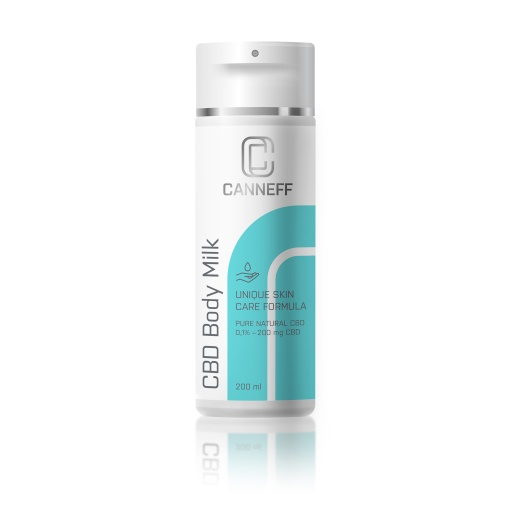 CANNEFF
CBD Body Milk
UNIQUE SKIN
CARE FORMULA
PURE NATURAL CBD
0,1% - 200 mg CBD
200 ml